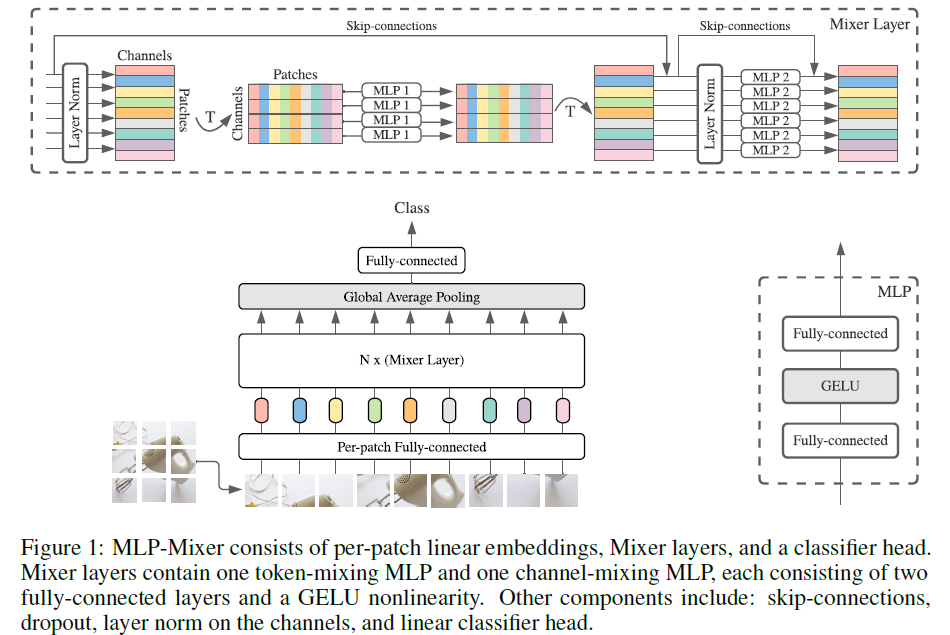 Skip-connections
Skip-connections
Mixer Layer
Channels
Layer Norm
Patches
T
Patches
Channels
MLP 1
MLP 1
MLP 1
MLP 1
T
Layer Norm
MLP 2
MLP 2
MLP 2
MLP 2
MLP 2
MLP 2
Class
Fully-connected
Global Average Pooling
N x (Mixer Layer)
Per-patch Fully-connected
MLP
Fully-connected
GELU
Fully-connected
Figure 1: MLP-Mixer consists of per-patch linear embeddings, Mixer layers, and a classifier head.
Mixer layers contain one token-mixing MLP and one channel-mixing MLP, each consisting of two
fully-connected layers and a GELU nonlinearity. Other components include: skip-connections,
dropout, layer norm on the channels, and linear classifier head.